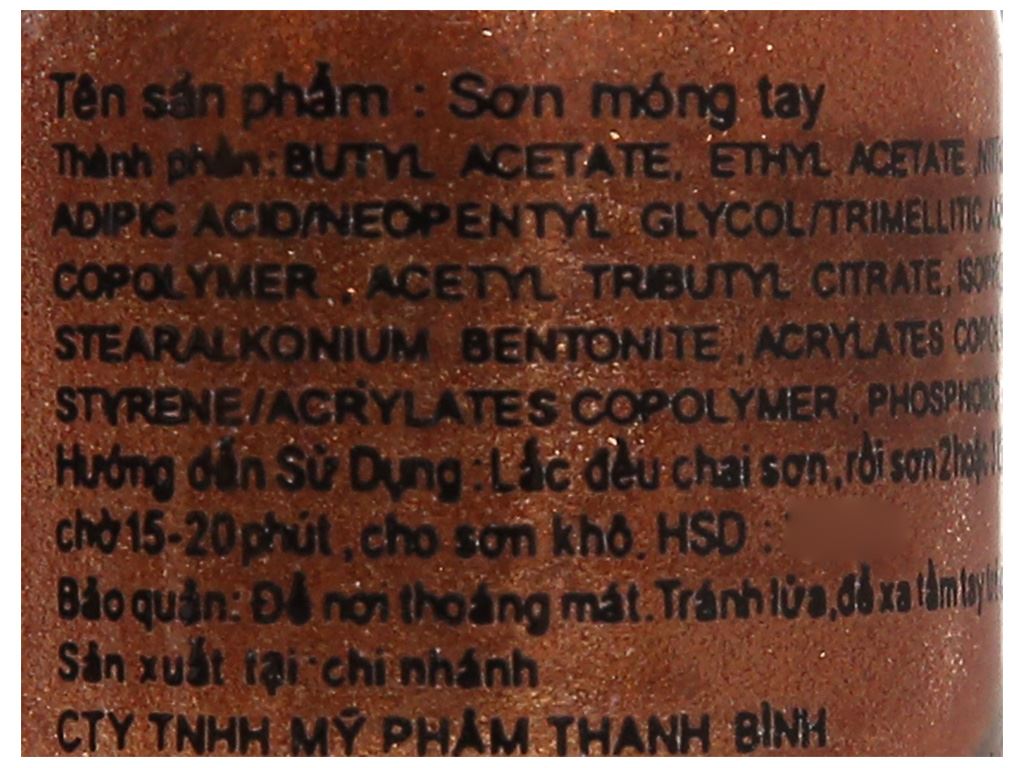 Tên sản phẩm : Sơn móng tay
Thành phần : BUTYL ACETATE, ETHYL ACETATE
ADIPIC ACID/NEOPENTYL GLYCOL/TRIMELLITIC
COPOLYMER , ACETYL TRIBUTYL CITRATE,
STEARALKONIUM BENTONITE , ACRYLATES
STYRENE/ACRYLATES COPOLYMER ,
Hướng dẫn Sử Dụng : Lắc đều chai sơn, rồi sơn 2 hoặc
chờ 15-20 phút , cho sơn khô. HSD :
Bảo quản: Để nơi thoáng mát. Tránh lửa, để xa tầm tay
Sản xuất tại chi nhánh
CTY TNHH MỸ PHẨM THANH BÌNH